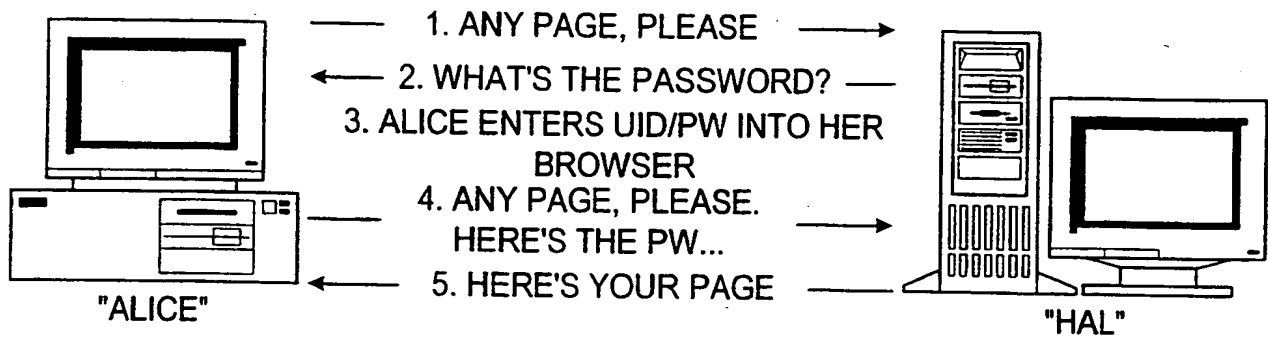 1. ANY PAGE, PLEASE
2. WHAT'S THE PASSWORD?
3. ALICE ENTERS UID/PW INTO HER
BROWSER
4. ANY PAGE, PLEASE.
HERE'S THE PW...
5. HERE'S YOUR PAGE
"ALICE"
"HAL"